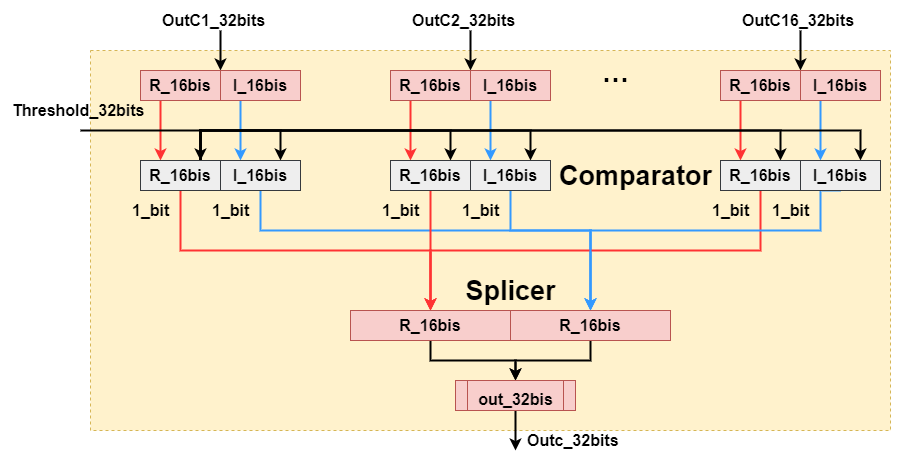 OutC1_32bits OutC2_32bits OutC16_32bits
R_16bis I_16bis R_16bis I_16bis ... R_16bis I_16bis
Threshold_32bits
R_16bis I_16bis R_16bis I_16bis Comparator R_16bis I_16bis
1_bit 1_bit 1_bit 1_bit 1_bit 1_bit
Splicer
R_16bis R_16bis
out_32bis
Outc_32bits